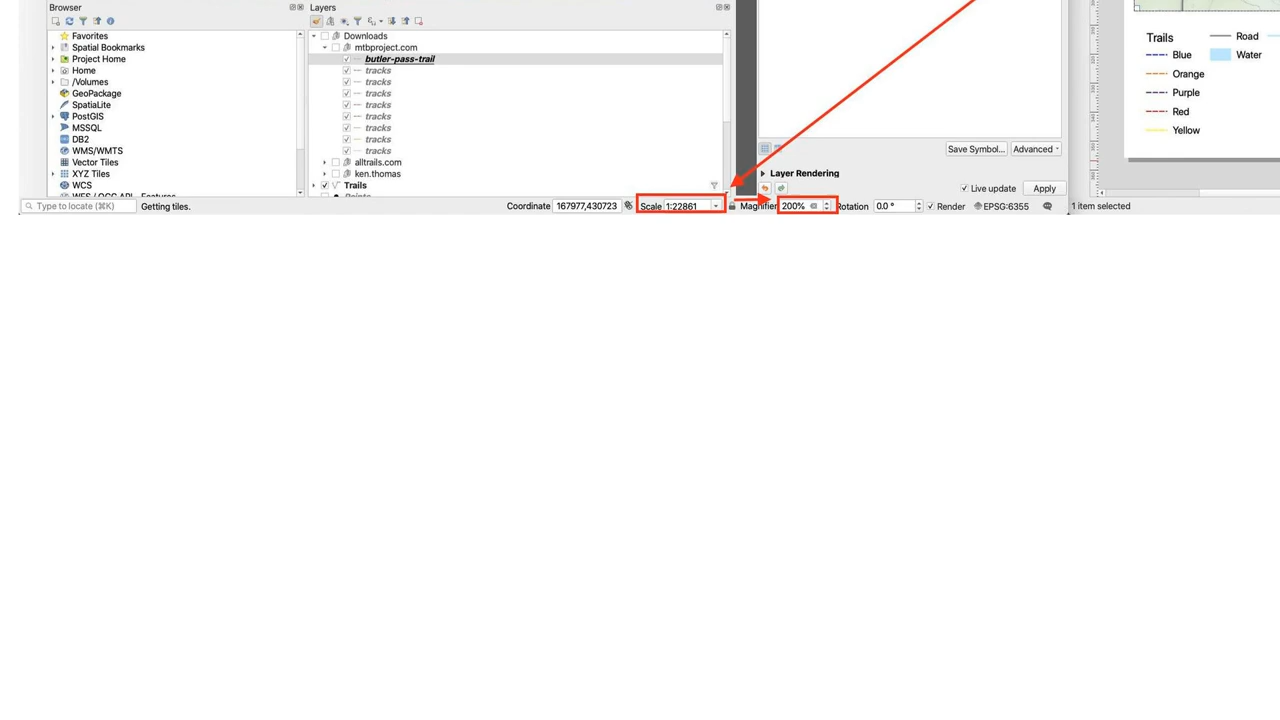 Browser
Favorites
Spatial Bookmarks
Project Home
Home
/Volumes
GeoPackage
SpatiaLite
PostGIS
MSSQL
DB2
WMS/WMTS
Vector Tiles
XYZ Tiles
WCS
Type to locate (⌘K)
Getting tiles.
Layers
Downloads
mtbproject.com
butler-pass-trail
tracks
tracks
tracks
tracks
tracks
tracks
tracks
tracks
alltrails.com
ken.thomas
Trails
Coordinate 167977,430723
Scale 1:22861
Magnifier 200%
Rotation 0.0 °
Render
EPSG:6355
Save Symbol... Advanced
Layer Rendering
Live update Apply
1 item selected
Trails
Blue
Orange
Purple
Red
Yellow
Road
Water